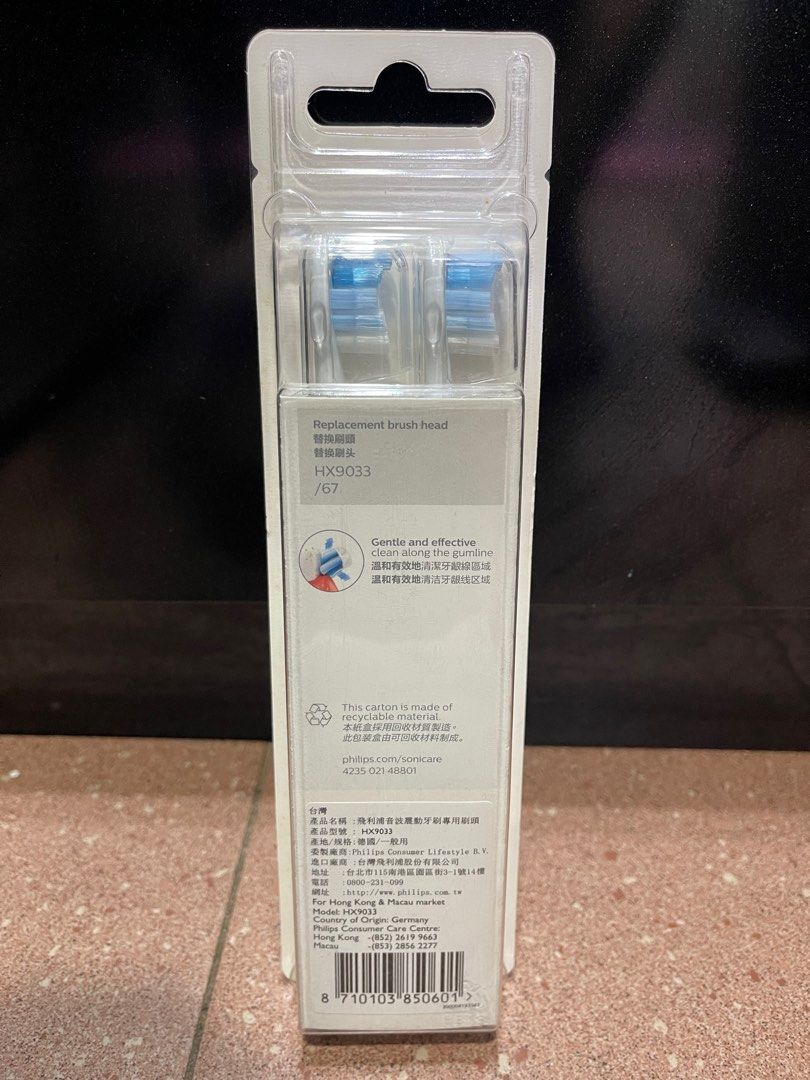 Replacement brush head
替換刷頭
替换刷头
HX9033
/67
Gentle and effective
clean along the gumline
溫和有效地清潔牙齦線區域
温和有效地清洁牙龈线区域
This carton is made of
recyclable material.
本紙盒採用回收材質製造。
此包装盒由可回收材料制成。
philips.com/sonicare
4235 021 48801
台灣
產品名稱 :飛利浦音波震動牙刷專用刷頭
產品型號 : HX9033
產地/規格:德國/一般用
委製廠商:Philips Consumer Lifestyle B.V.
進口廠商 :台灣飛利浦股份有限公司
地址 :台北市115南港區園區街3-1號14樓
電話 :0800-231-099
網址 :http://www.philips.com.tw
For Hong Kong & Macau market
Model: HX9033
Country of Origin: Germany
Philips Consumer Care Centre:
Hong Kong -(852) 2619 9663
Macau -(853) 2856 2277
8 710103 850601 >